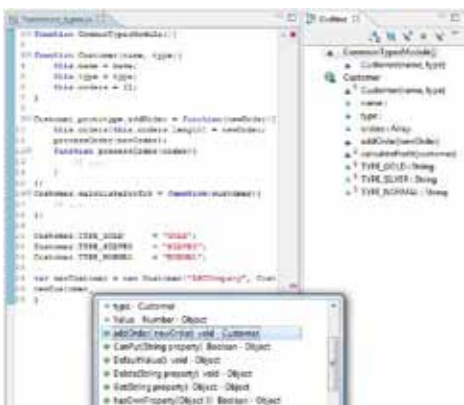 function CommonTypesModule(){
function Customer(name, type){
this.name = name;
this.type = type;
this.orders = [];
}
Customer.prototype.addOrder = function(newOrder){
this.orders[this.orders.length] = newOrder;
processOrder(newOrder);
function processOrder(order){
// ...
}
};
Customer.calculateProfit = function(customer){
// ...
};
Customer.TYPE_GOLD = "GOLD";
Customer.TYPE_SILVER = "SILVER";
Customer.TYPE_NORMAL = "NORMAL";
var newCustomer = new Customer("ABCCompany", Cust
newCustomer.
}
type : Customer
Value : Number - Object
addOrder( newOrder) void - Customer
CanPut(String property) Boolean - Object
DefaultValue() void - Object
Delete(String property) void - Object
Get(String property) Object - Object
hasOwnProperty(Object V) Boolean - Object
Outline
CommonTypesModule()
Customer(name, type)
Customer
Customer(name, type)
name :
type :
orders : Array
addOrder(newOrder)
calculateProfit(customer)
TYPE_GOLD : String
TYPE_SILVER : String
TYPE_NORMAL : String